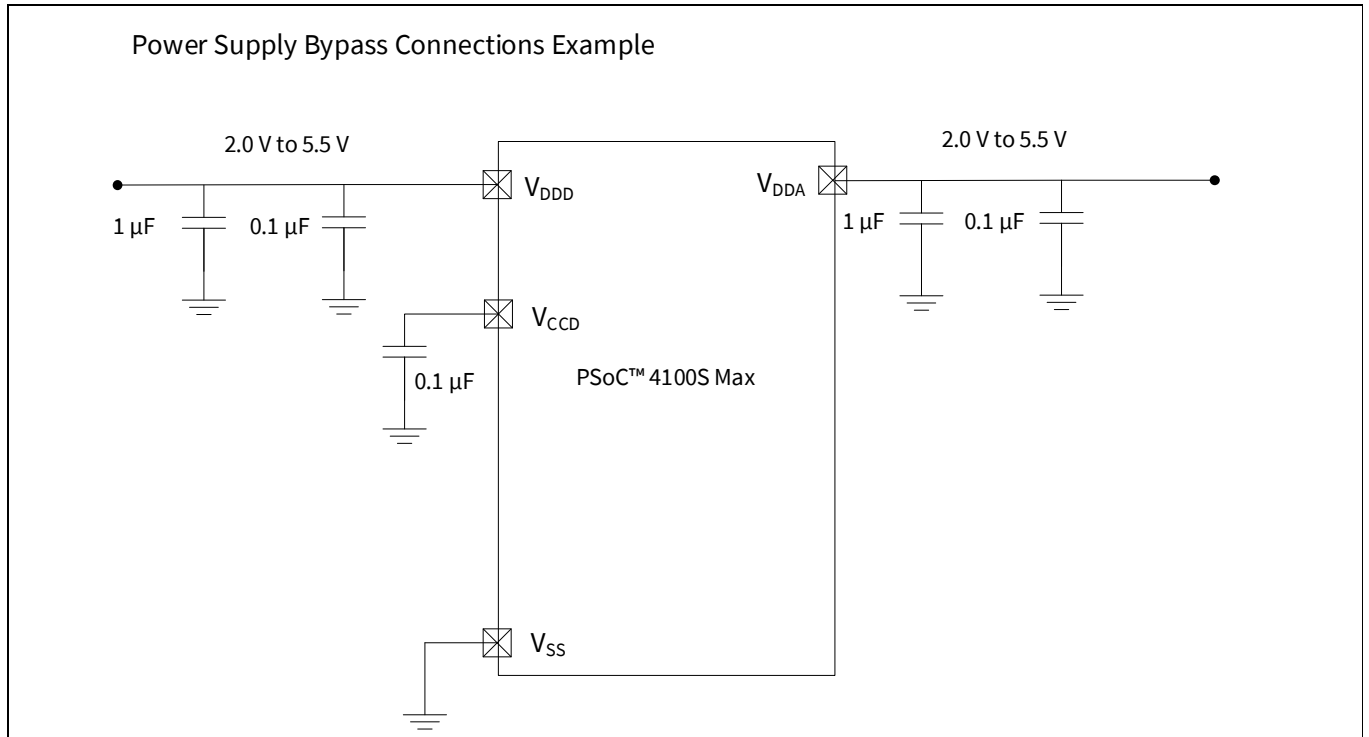 Power Supply Bypass Connections Example
2.0 V to 5.5 V
2.0 V to 5.5 V
VDDD
VDDA
1 µF
0.1 µF
1 µF
0.1 µF
VCCD
0.1 µF
PSoC™ 4100S Max
VSS